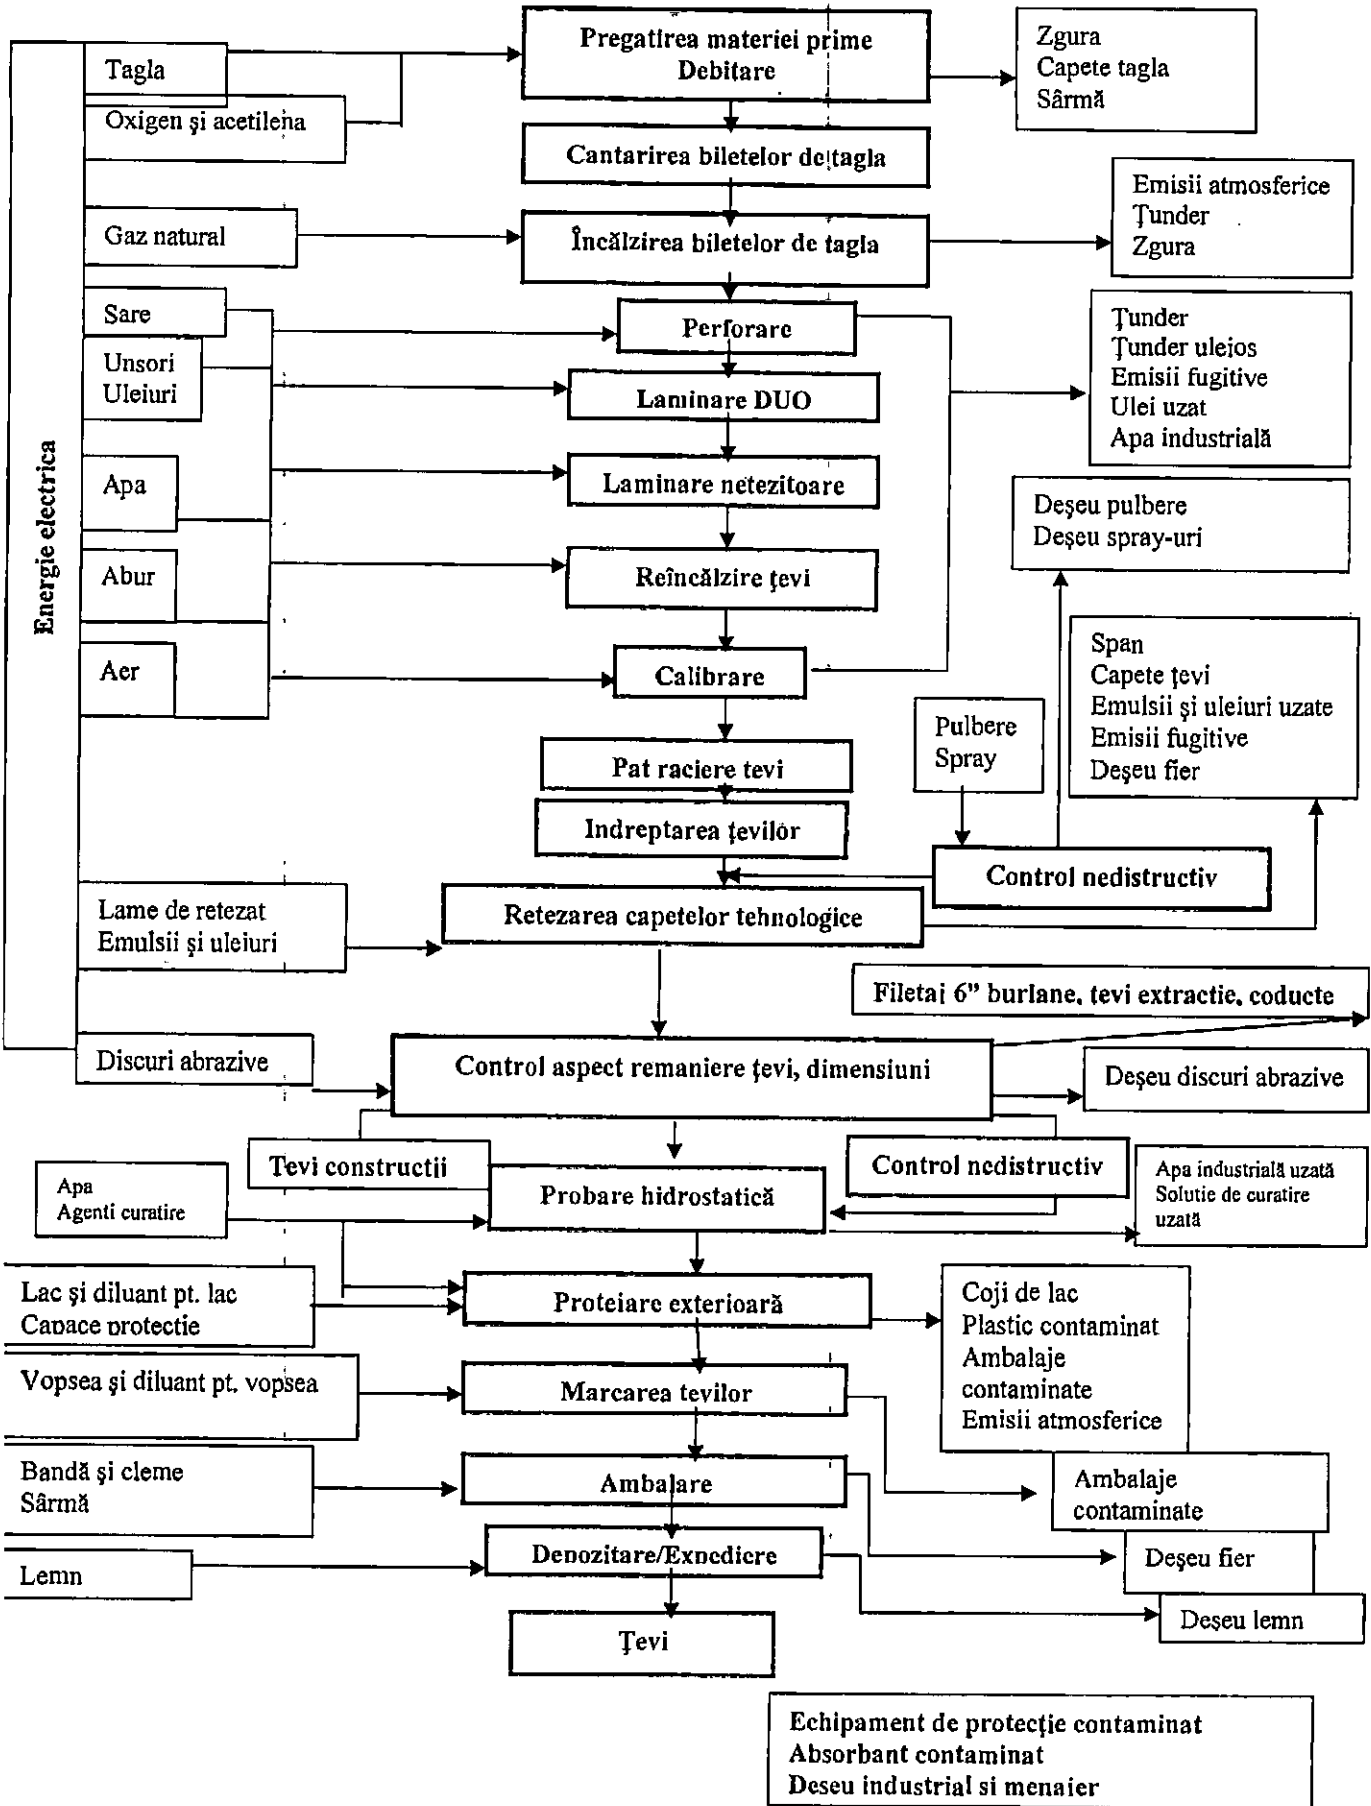 Pregatirea materiei prime
Debitare
Zgura
Capete tagla
Sârmă
Tagla
Oxigen şi acetilena
Cantarirea biletelor de tagla
Emisii atmosferice
Ţunder
Zgura
Gaz natural
Încălzirea biletelor de tagla
Sare
Perforare
Ţunder
Ţunder uleios
Emisii fugitive
Ulei uzat
Apa industrială
Unsori
Uleiuri
Laminare DUO
Energie electrica
Apa
Laminare netezitoare
Deşeu pulbere
Deşeu spray-uri
Abur
Reîncălzire ţevi
Aer
Calibrare
Span
Capete ţevi
Emulsii şi uleiuri uzate
Emisii fugitive
Deşeu fier
Pulbere
Spray
Pat raciere tevi
Indreptarea ţevilor
Control nedistructiv
Lame de retezat
Emulsii şi uleiuri
Retezarea capetelor tehnologice
Filetaj 6” burlane, tevi extractie, coducte
Discuri abrazive
Control aspect remaniere ţevi, dimensiuni
Deşeu discuri abrazive
Tevi constructii
Control nedistructiv
Apa
Agenti curatire
Probare hidrostatică
Apa industrială uzată
Solutie de curatire
uzată
Lac şi diluant pt. lac
Capace protectie
Protejare exterioară
Coji de lac
Plastic contaminat
Ambalaje
contaminate
Emisii atmosferice
Vopsea şi diluant pt. vopsea
Marcarea tevilor
Bandă şi cleme
Sârmă
Ambalare
Ambalaje
contaminate
Depozitare/Expediere
Deşeu fier
Lemn
Deşeu lemn
Ţevi
Echipament de protecţie contaminat
Absorbant contaminat
Deseu industrial si menajer